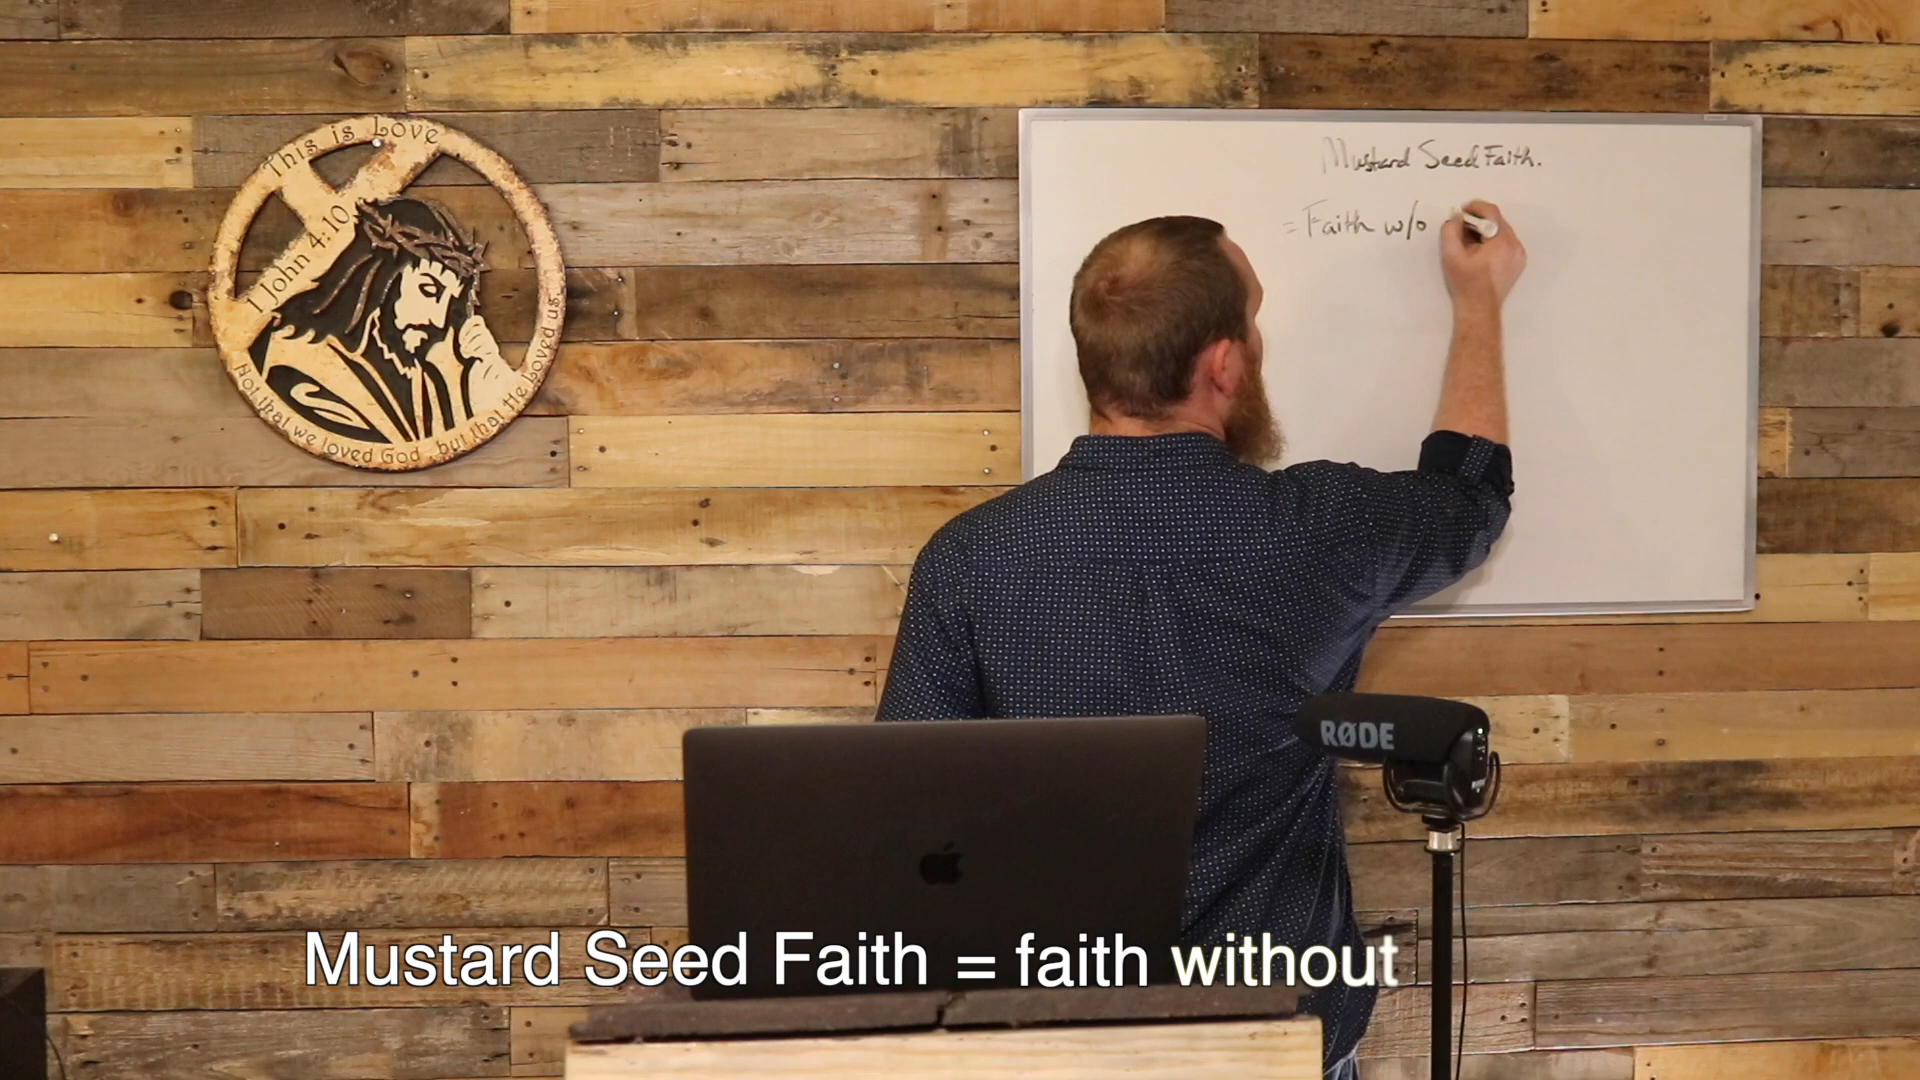 This is Love
1 John 4:10
Not that we loved God, but that He Loved us
Mustard Seed Faith.
= Faith w/o
RØDE
Mustard Seed Faith = faith without